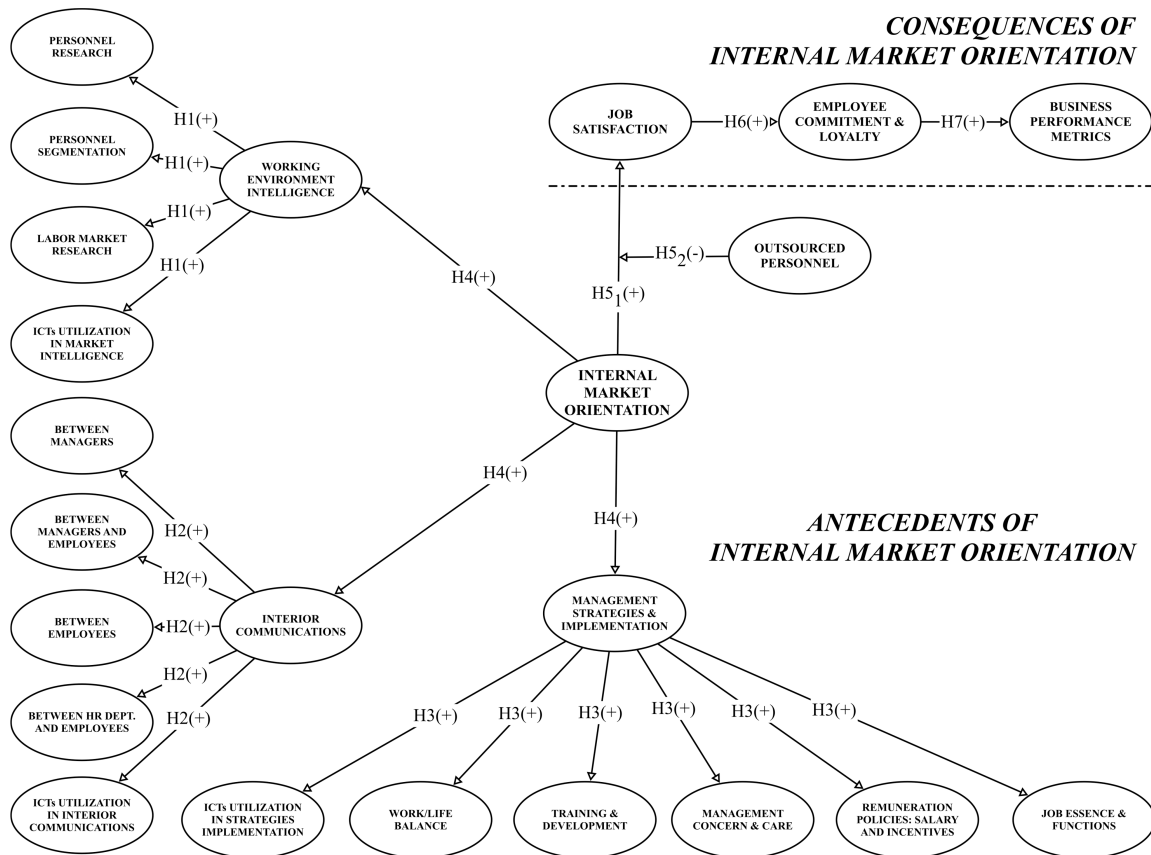 CONSEQUENCES OF
INTERNAL MARKET ORIENTATION
PERSONNEL
RESEARCH
H1(+)
PERSONNEL
SEGMENTATION
H1(+)
WORKING
ENVIRONMENT
INTELLIGENCE
H1(+)
LABOR MARKET
RESEARCH
H1(+)
ICTs UTILIZATION
IN MARKET
INTELLIGENCE
H4(+)
JOB
SATISFACTION
H6(+)
EMPLOYEE
COMMITMENT &
LOYALTY
H7(+)
BUSINESS
PERFORMANCE
METRICS
H52(-)
OUTSOURCED
PERSONNEL
H51(+)
INTERNAL
MARKET
ORIENTATION
BETWEEN
MANAGERS
H4(+)
H2(+)
BETWEEN
MANAGERS AND
EMPLOYEES
H2(+)
BETWEEN
EMPLOYEES
H2(+)
INTERIOR
COMMUNICATIONS
H2(+)
BETWEEN HR DEPT.
AND EMPLOYEES
H2(+)
ICTs UTILIZATION
IN INTERIOR
COMMUNICATIONS
H4(+)
ANTECEDENTS OF
INTERNAL MARKET ORIENTATION
MANAGEMENT
STRATEGIES &
IMPLEMENTATION
H3(+)
H3(+)
H3(+)
H3(+)
H3(+)
H3(+)
ICTs UTILIZATION
IN STRATEGIES
IMPLEMENTATION
WORK/LIFE
BALANCE
TRAINING &
DEVELOPMENT
MANAGEMENT
CONCERN & CARE
REMUNERATION
POLICIES: SALARY
AND INCENTIVES
JOB ESSENCE &
FUNCTIONS